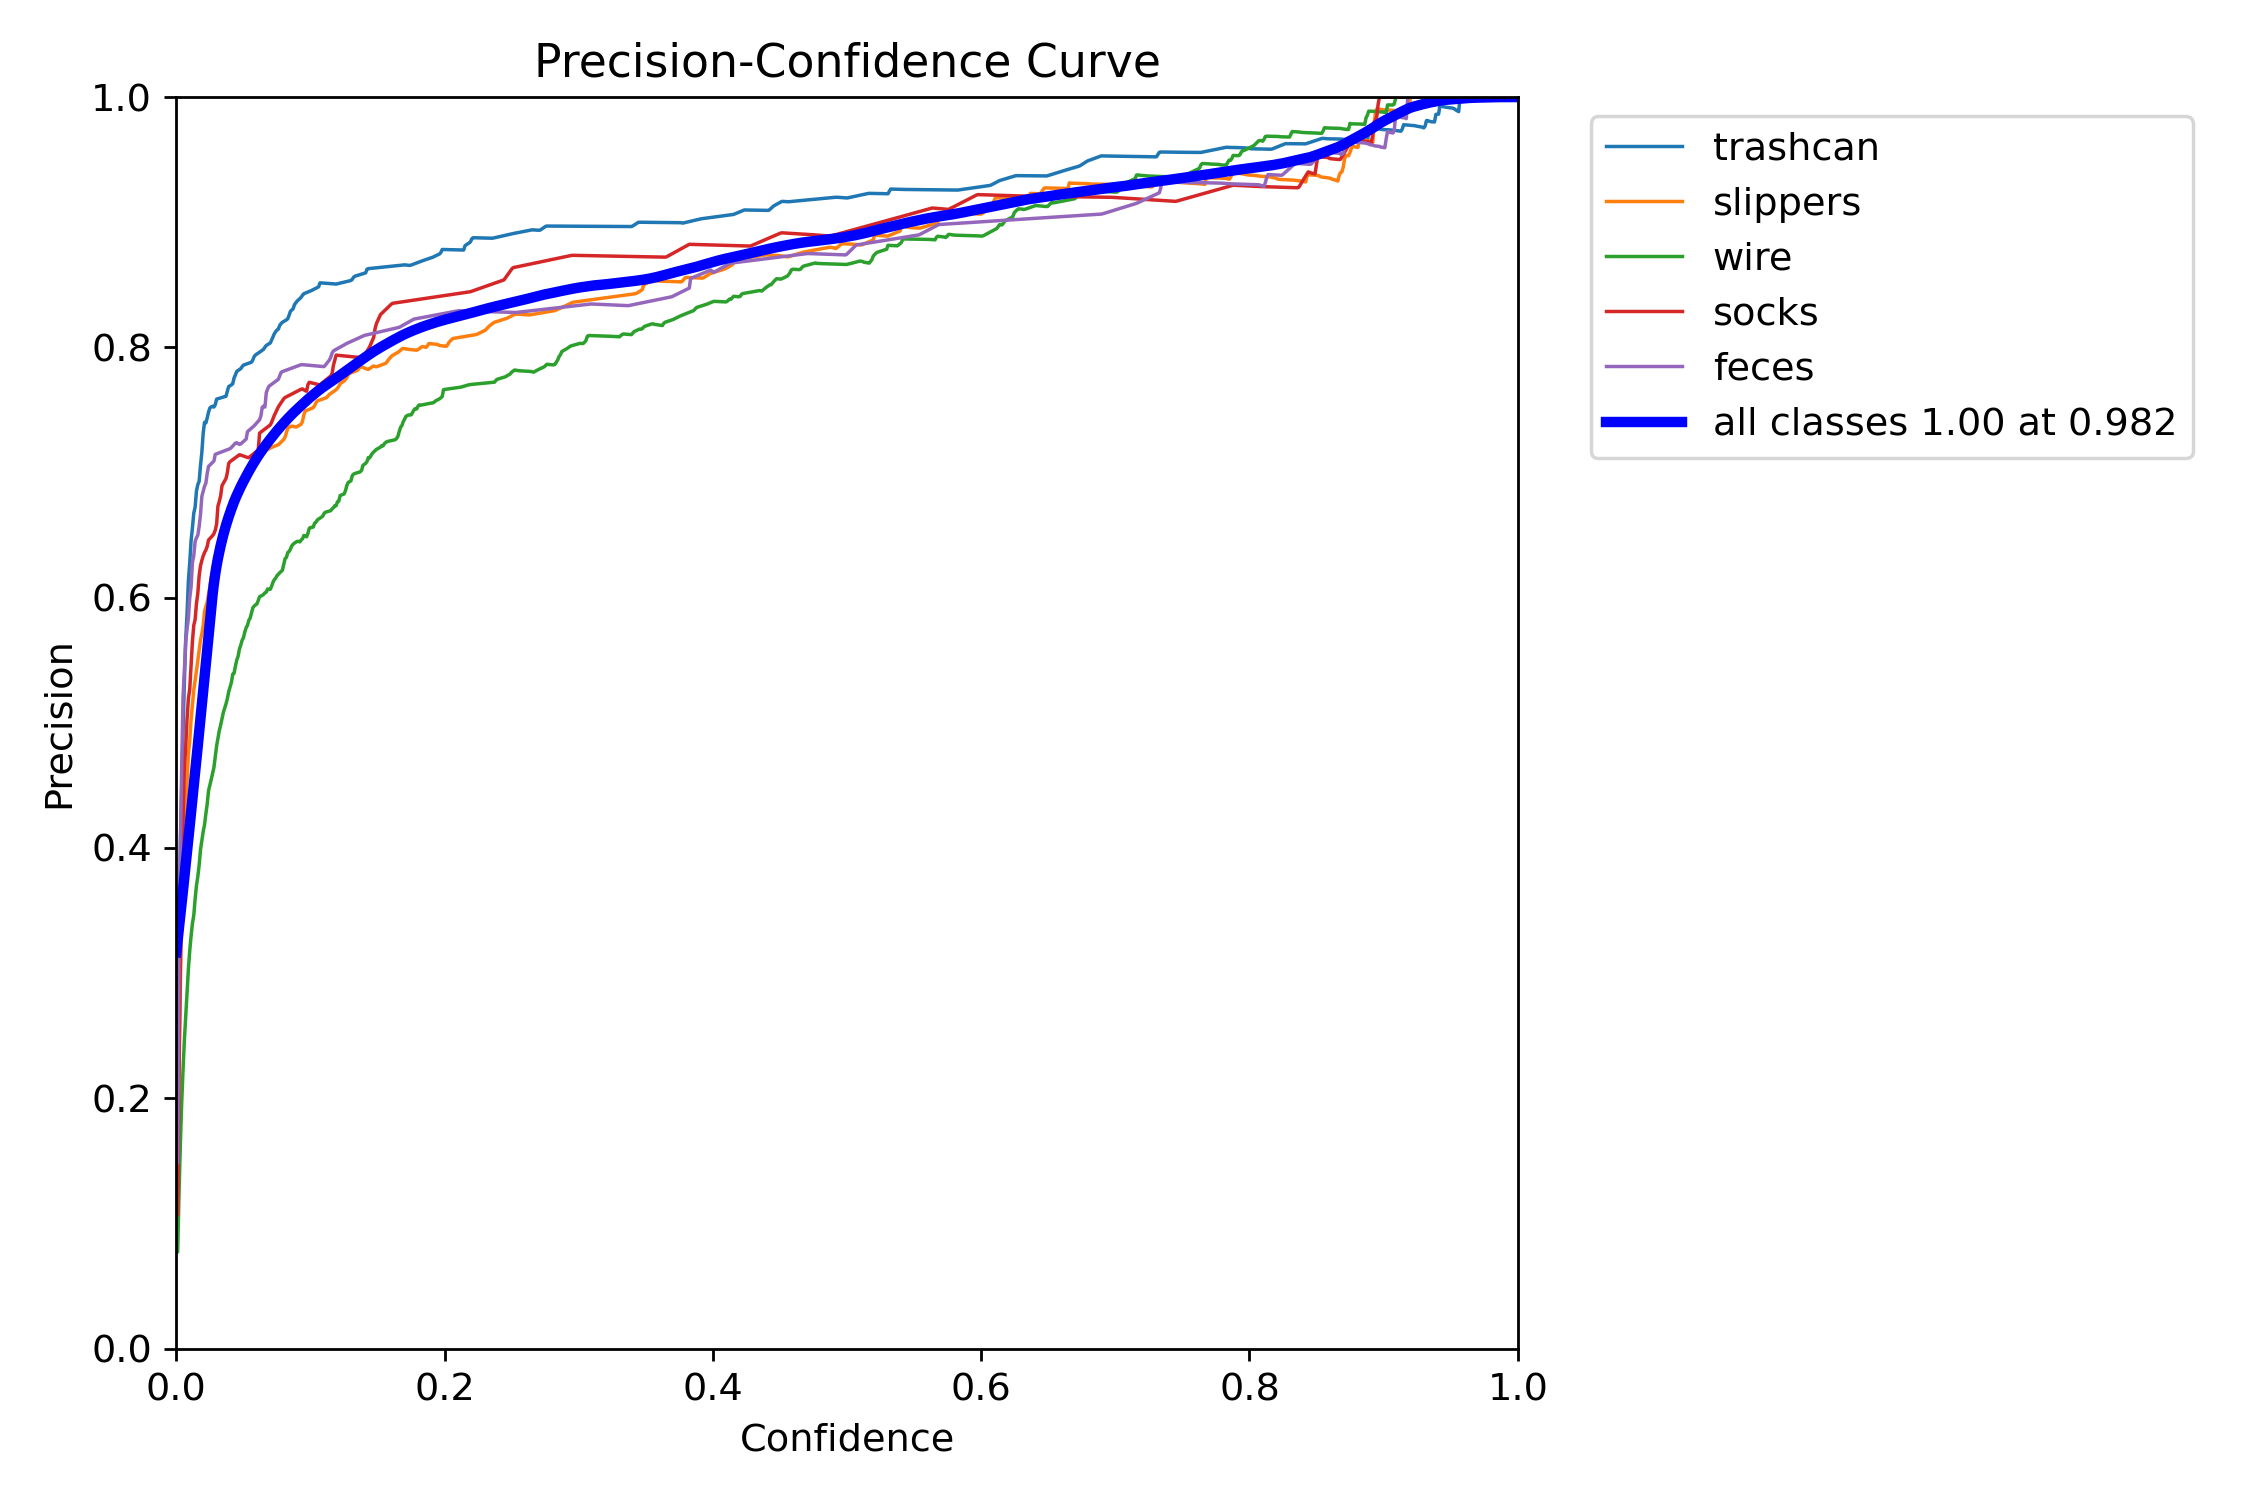 Precision-Confidence Curve
1.0
0.8
0.6
0.4
0.2
0.0
Precision
0.0 0.2 0.4 0.6 0.8 1.0
Confidence
trashcan
slippers
wire
socks
feces
all classes 1.00 at 0.982